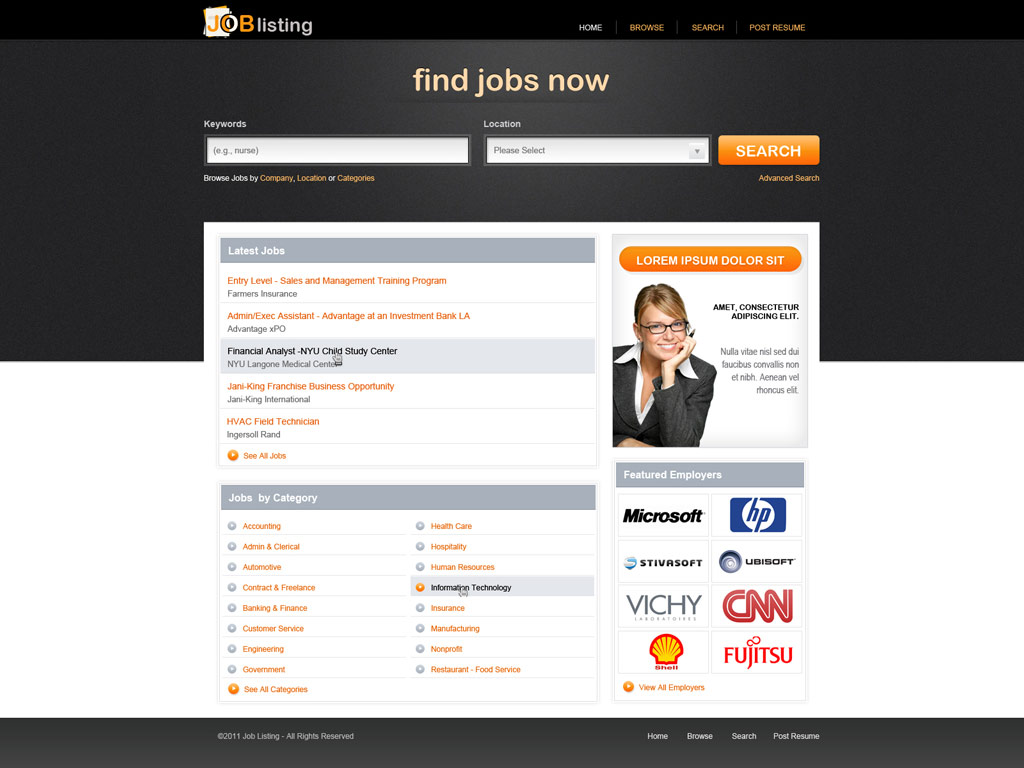 JOB listing
HOME
BROWSE
SEARCH
POST RESUME
find jobs now
Keywords
Location
(e.g., nurse)
Please Select
SEARCH
Browse Jobs by Company, Location or Categories
Advanced Search
Latest Jobs
Entry Level - Sales and Management Training Program
Farmers Insurance
Admin/Exec Assistant - Advantage at an Investment Bank LA
Advantage xPO
Financial Analyst -NYU Child Study Center
NYU Langone Medical Center
Jani-King Franchise Business Opportunity
Jani-King International
HVAC Field Technician
Ingersoll Rand
See All Jobs
LOREM IPSUM DOLOR SIT
AMET, CONSECTETUR
ADIPISCING ELIT.
Nulla vitae nisl sed dui
faucibus convallis non
et nibh. Aenean vel
rhoncus elit.
Jobs by Category
Accounting
Admin & Clerical
Automotive
Contract & Freelance
Banking & Finance
Customer Service
Engineering
Government
See All Categories
Health Care
Hospitality
Human Resources
Information Technology
Insurance
Manufacturing
Nonprofit
Restaurant - Food Service
Featured Employers
Microsoft
hp
STIVASOFT
UBISOFT
VICHY
LABORATOIRES
CNN
Shell
FUJITSU
View All Employers
©2011 Job Listing - All Rights Reserved
Home
Browse
Search
Post Resume